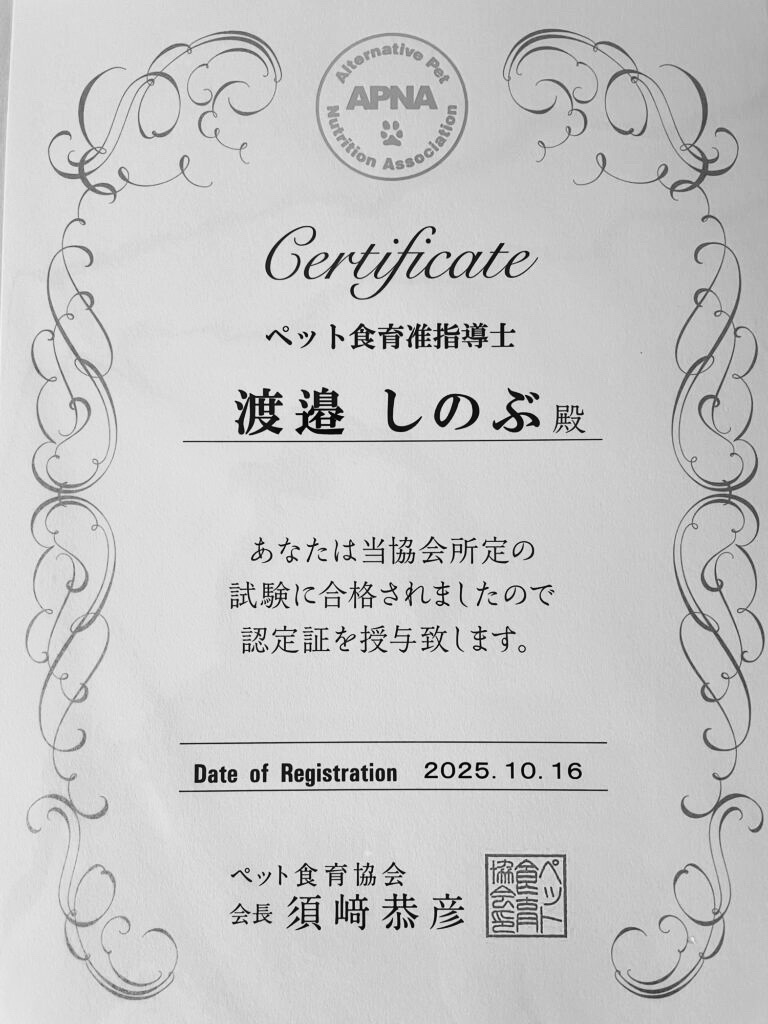 Alternative Pet
APNA
Nutrition Association
Certificate
ペット食育准指導士
渡邉 しのぶ 殿
あなたは当協会所定の
試験に合格されましたので
認定証を授与致します。
Date of Registration 2025.10.16
ペット食育協会
会長 須﨑恭彦
ペット
食育
協会印